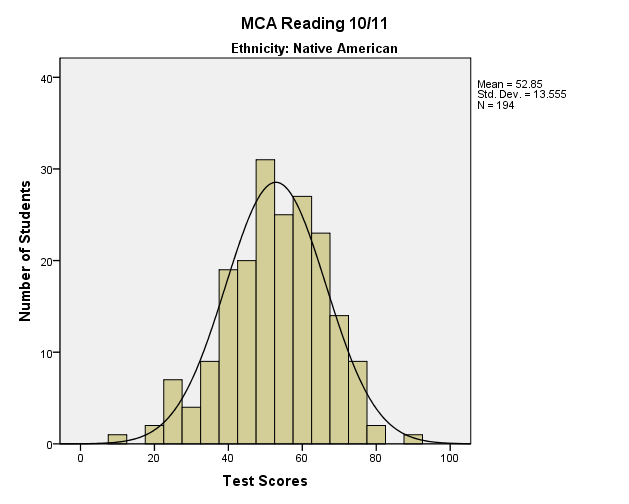 MCA Reading 10/11
Ethnicity: Native American
Mean = 52.85
Std. Dev. = 13.555
N = 194
Number of Students
40
30
20
10
0
0 20 40 60 80 100
Test Scores